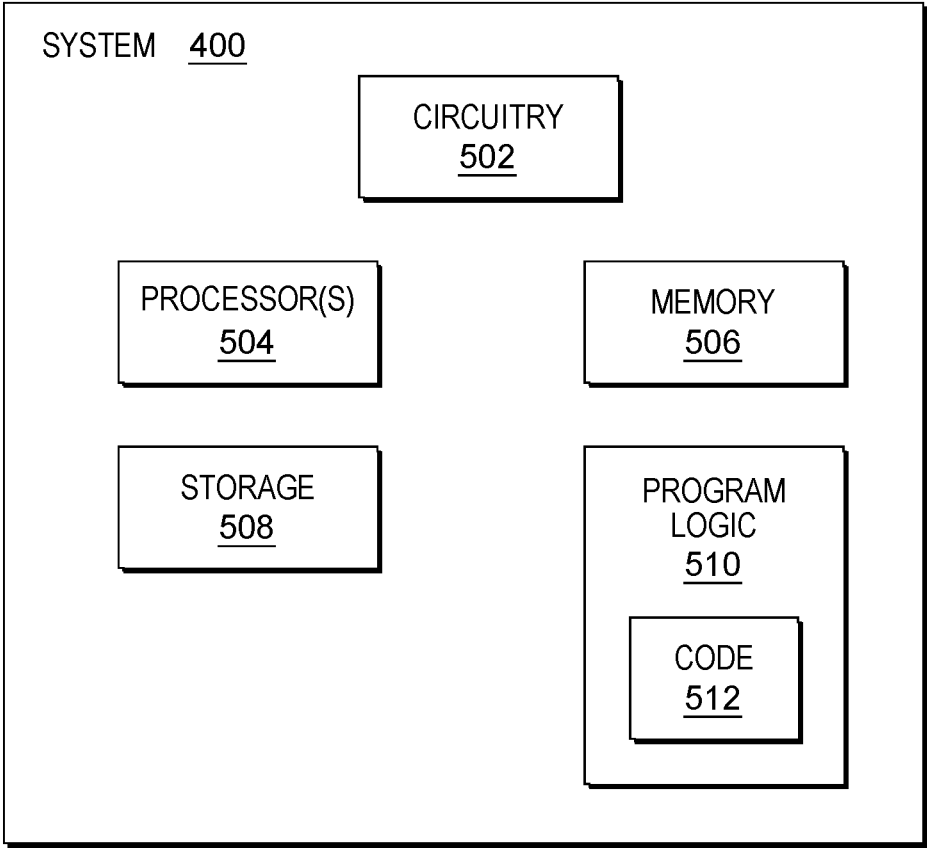 SYSTEM 400
CIRCUITRY
502
PROCESSOR(S)
504
MEMORY
506
STORAGE
508
PROGRAM
LOGIC
510
CODE
512